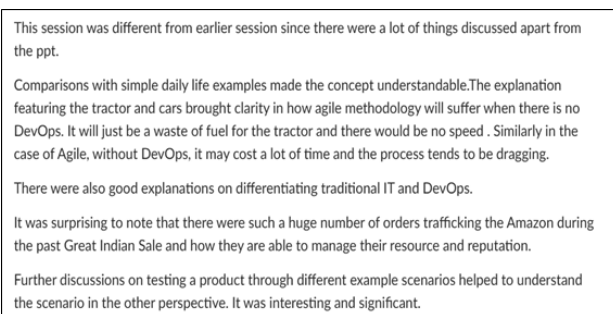 This session was different from earlier session since there were a lot of things discussed apart from
the ppt.
Comparisons with simple daily life examples made the concept understandable.The explanation
featuring the tractor and cars brought clarity in how agile methodology will suffer when there is no
DevOps. It will just be a waste of fuel for the tractor and there would be no speed . Similarly in the
case of Agile, without DevOps, it may cost a lot of time and the process tends to be dragging.
There were also good explanations on differentiating traditional IT and DevOps.
It was surprising to note that there were such a huge number of orders trafficking the Amazon during
the past Great Indian Sale and how they are able to manage their resource and reputation.
Further discussions on testing a product through different example scenarios helped to understand
the scenario in the other perspective. It was interesting and significant.